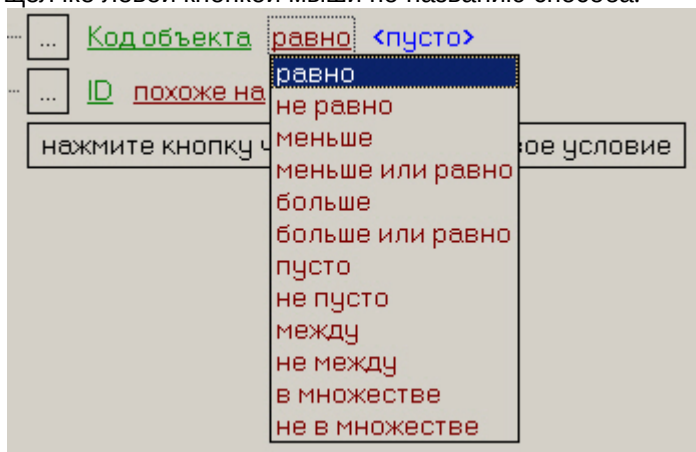 щелчке левой кнопкой мыши по названию способа.
... Код объекта равно <пусто>
... ID похоже на
нажмите кнопку ое условие
равно
не равно
меньше
меньше или равно
больше
больше или равно
пусто
не пусто
между
не между
в множестве
не в множестве